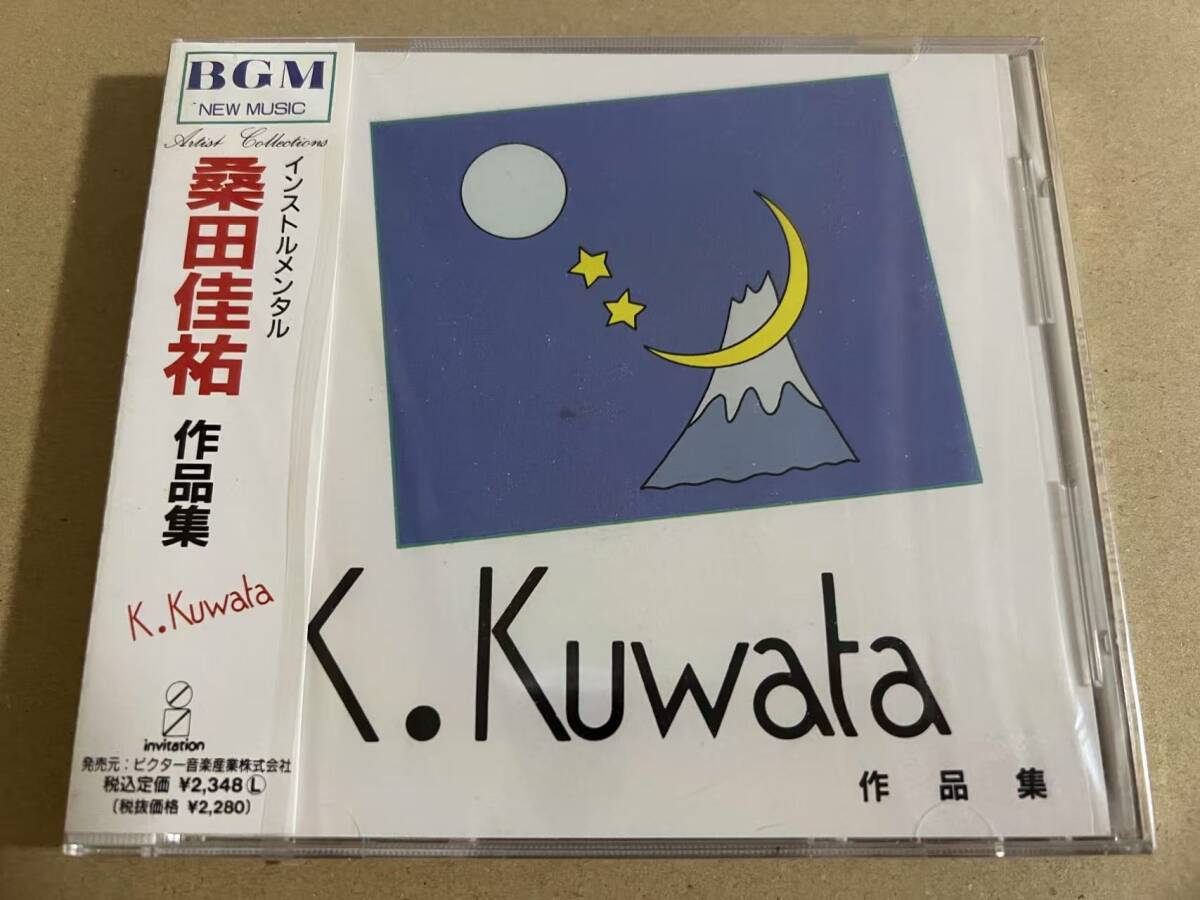 BGM
NEW MUSIC
Artist Collections
インストルメンタル
桑田佳祐
作品集
K.Kuwata
invitation
発売元：ビクター音楽産業株式会社
税込定価 ¥2,348Ⓛ
(税抜価格 ¥2,280)
K.Kuwata
作品集